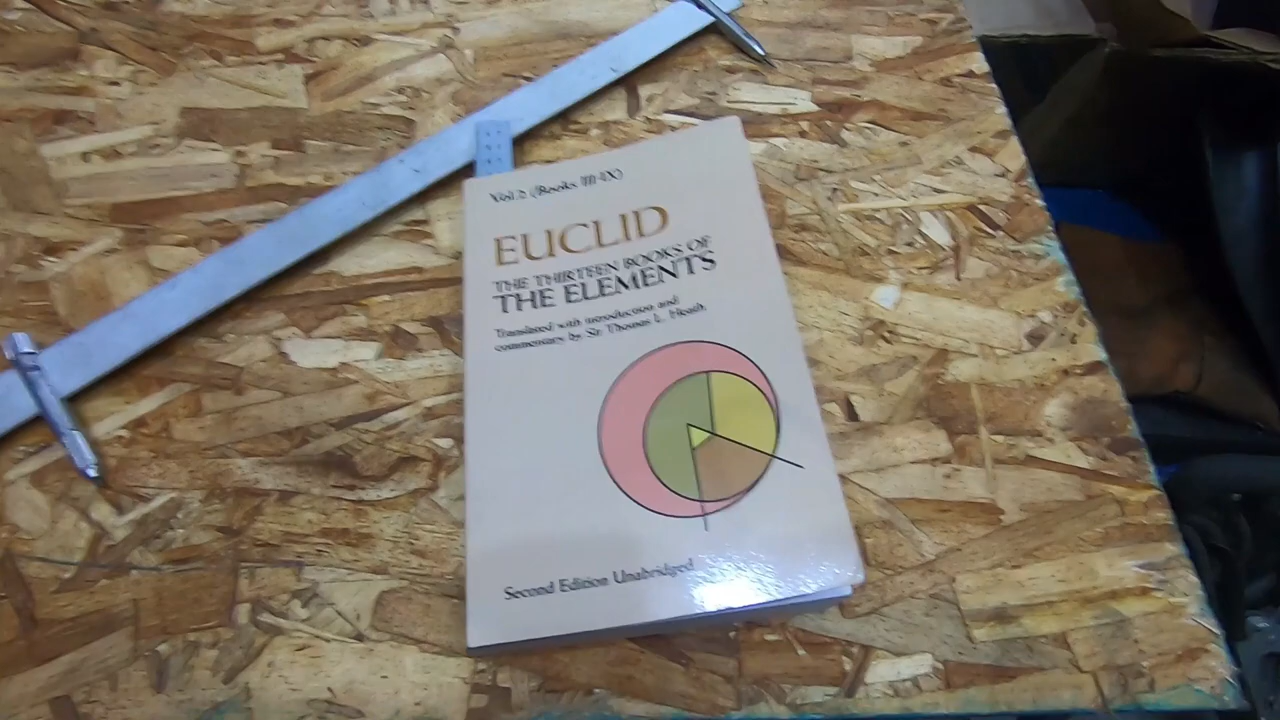 Vol. 2 (Books III-IX)
EUCLID
THE THIRTEEN BOOKS OF
THE ELEMENTS
Translated with introduction and
commentary by Sir Thomas L. Heath
Second Edition Unabridged